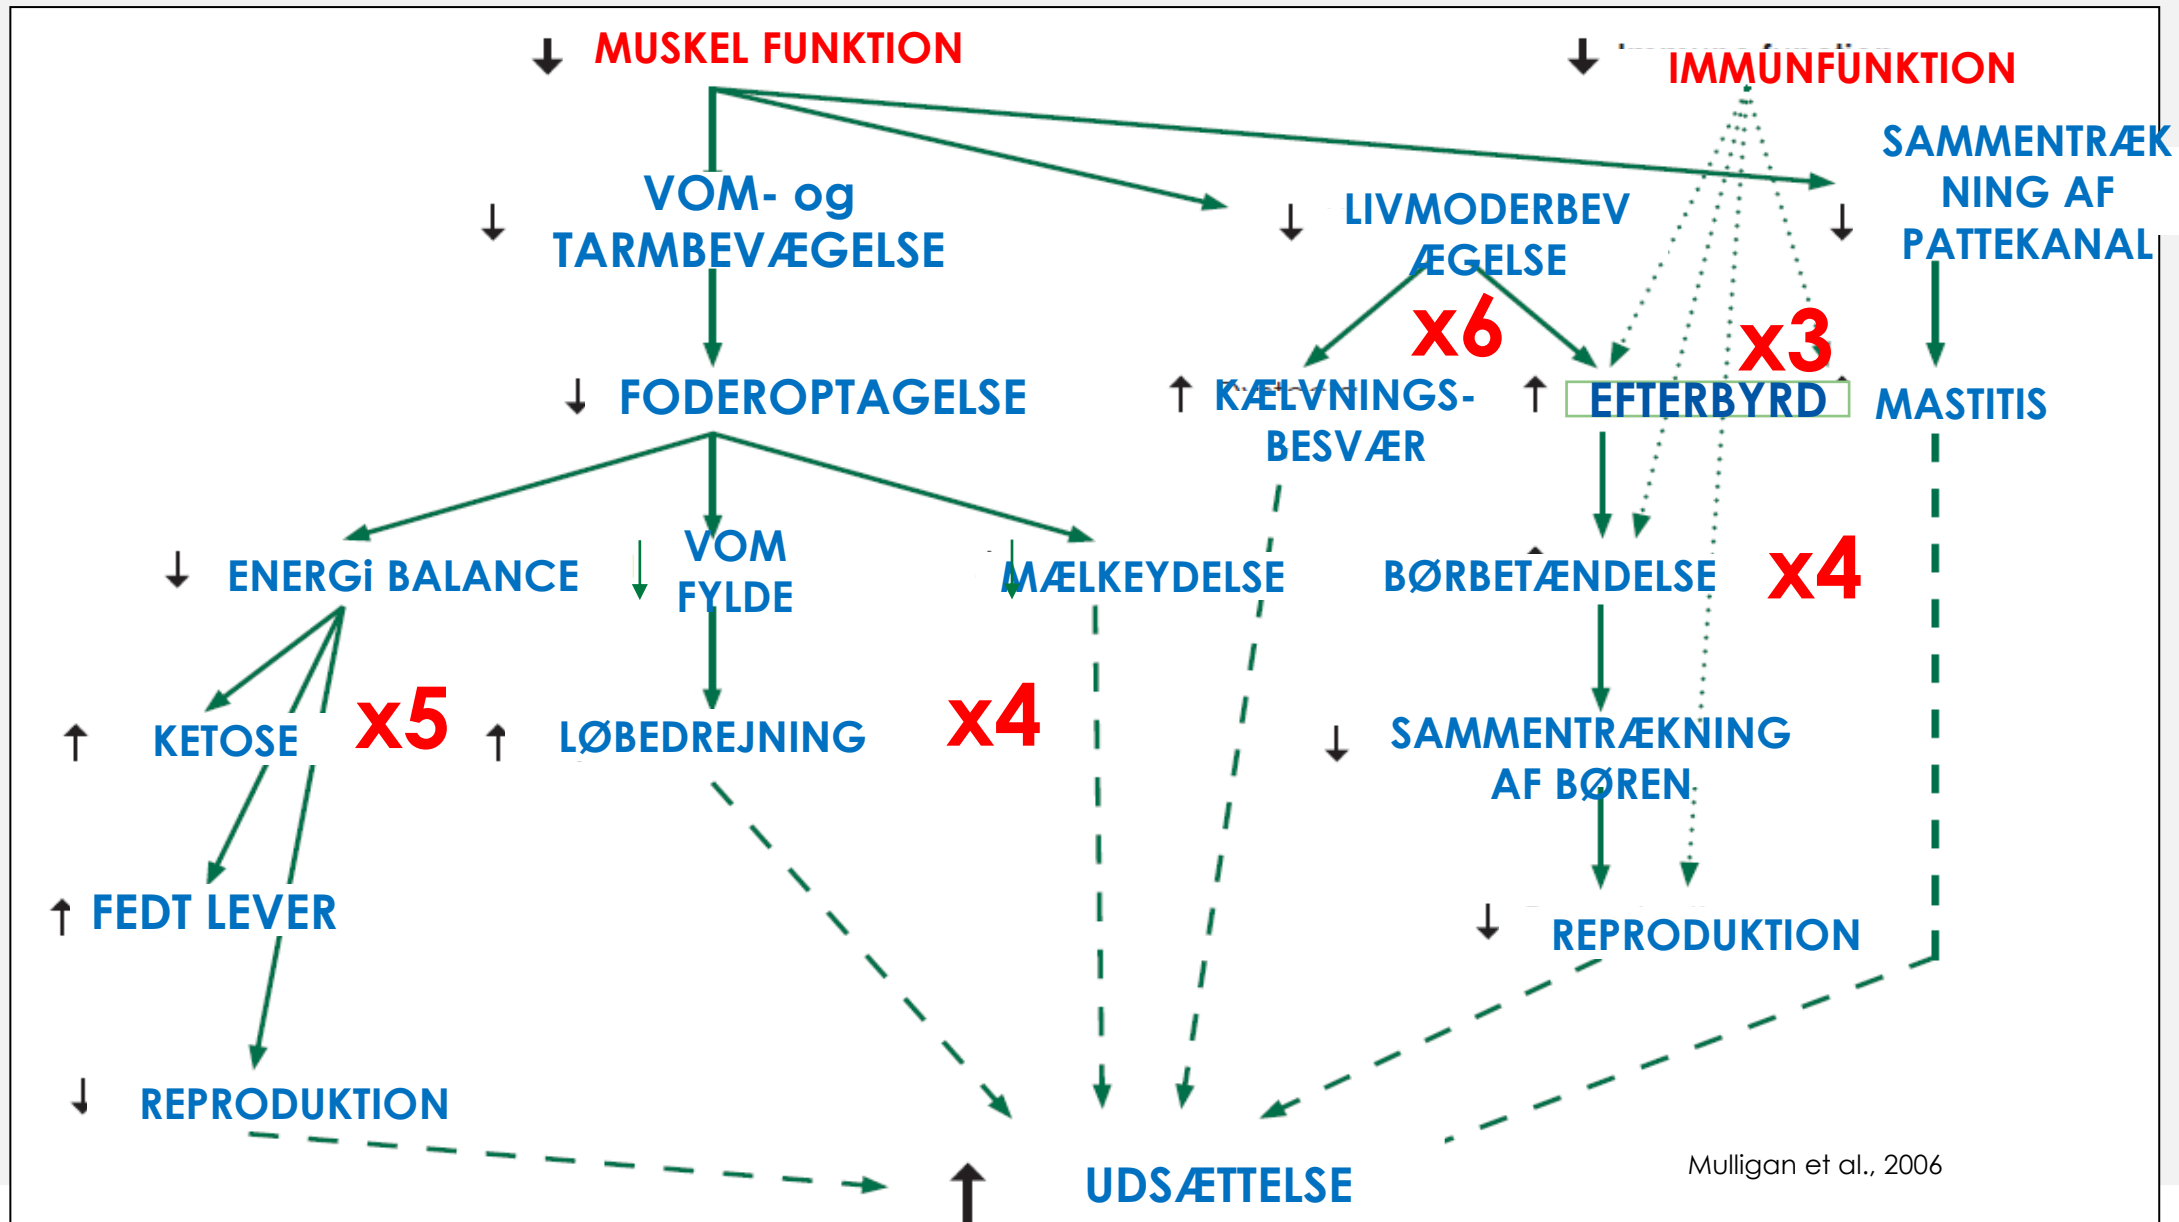 MUSKEL FUNKTION
IMMUNFUNKTION
SAMMENTRÆK
NING AF
PATTEKANAL
VOM- og
TARMBEVÆGELSE
LIVMODERBEV
ÆGELSE
x6
x3
FODEROPTAGELSE
KÆLVNINGS-
BESVÆR
EFTERBYRD
MASTITIS
ENERGi BALANCE
VOM
FYLDE
MÆLKEYDELSE
BØRBETÆNDELSE
x4
KETOSE
x5
LØBEDREJNING
x4
SAMMENTRÆKNING
AF BØREN
FEDT LEVER
REPRODUKTION
REPRODUKTION
UDSÆTTELSE
Mulligan et al., 2006